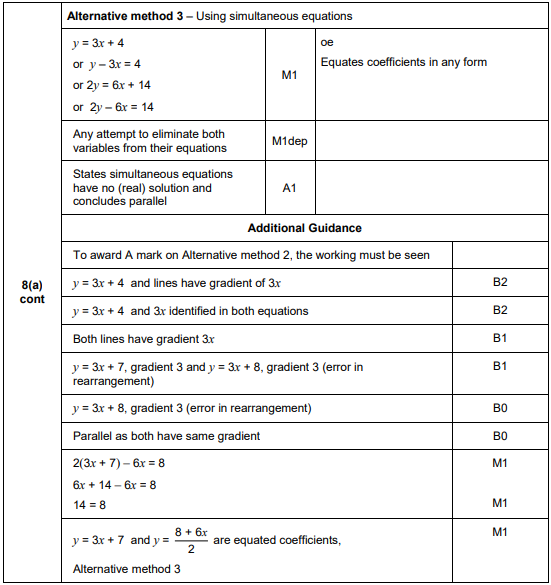 Alternative method 3 – Using simultaneous equations
y = 3x + 4
or y – 3x = 4
or 2y = 6x + 14
or 2y – 6x = 14
M1
oe
Equates coefficients in any form
Any attempt to eliminate both
variables from their equations
M1dep
States simultaneous equations
have no (real) solution and
concludes parallel
A1
8(a)
cont
Additional Guidance
To award A mark on Alternative method 2, the working must be seen
y = 3x + 4 and lines have gradient of 3x
B2
y = 3x + 4 and 3x identified in both equations
B2
Both lines have gradient 3x
B1
y = 3x + 7, gradient 3 and y = 3x + 8, gradient 3 (error in
rearrangement)
B1
y = 3x + 8, gradient 3 (error in rearrangement)
B0
Parallel as both have same gradient
B0
2(3x + 7) – 6x = 8
M1
6x + 14 – 6x = 8
14 = 8
M1
y = 3x + 7 and y = (8 + 6x)/2 are equated coefficients,
Alternative method 3
M1